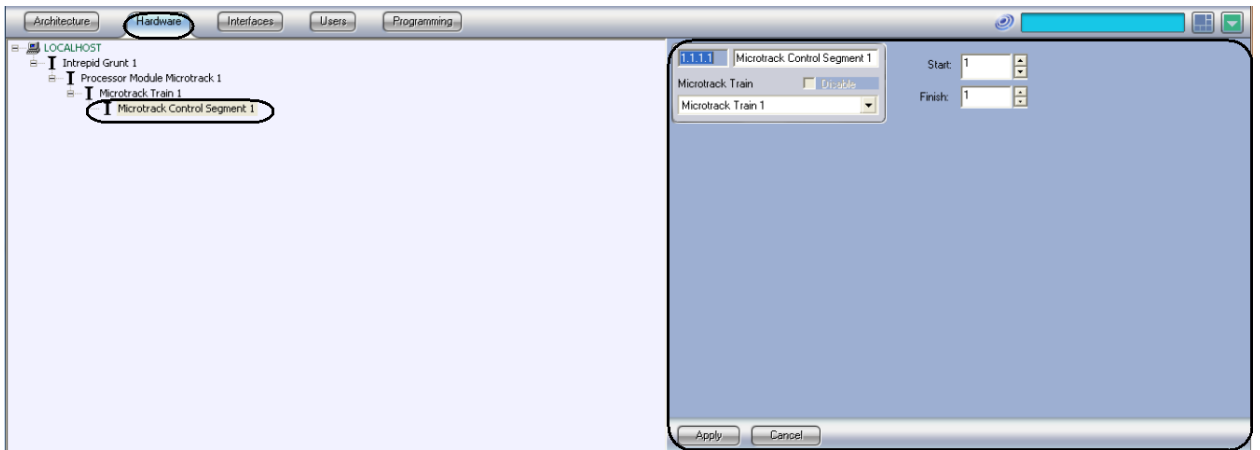 Architecture Hardware Interfaces Users Programming
LOCALHOST
Intrepid Grunt 1
Processor Module Microtrack 1
Microtrack Train 1
Microtrack Control Segment 1
1.1.1.1 Microtrack Control Segment 1
Microtrack Train Disable
Microtrack Train 1
Start: 1
Finish: 1
Apply Cancel